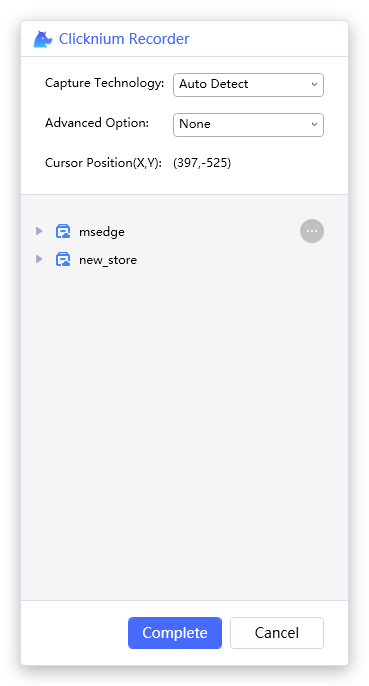 Clicknium Recorder
Capture Technology: Auto Detect
Advanced Option: None
Cursor Position(X,Y): (397,-525)
msedge
new_store
Complete Cancel